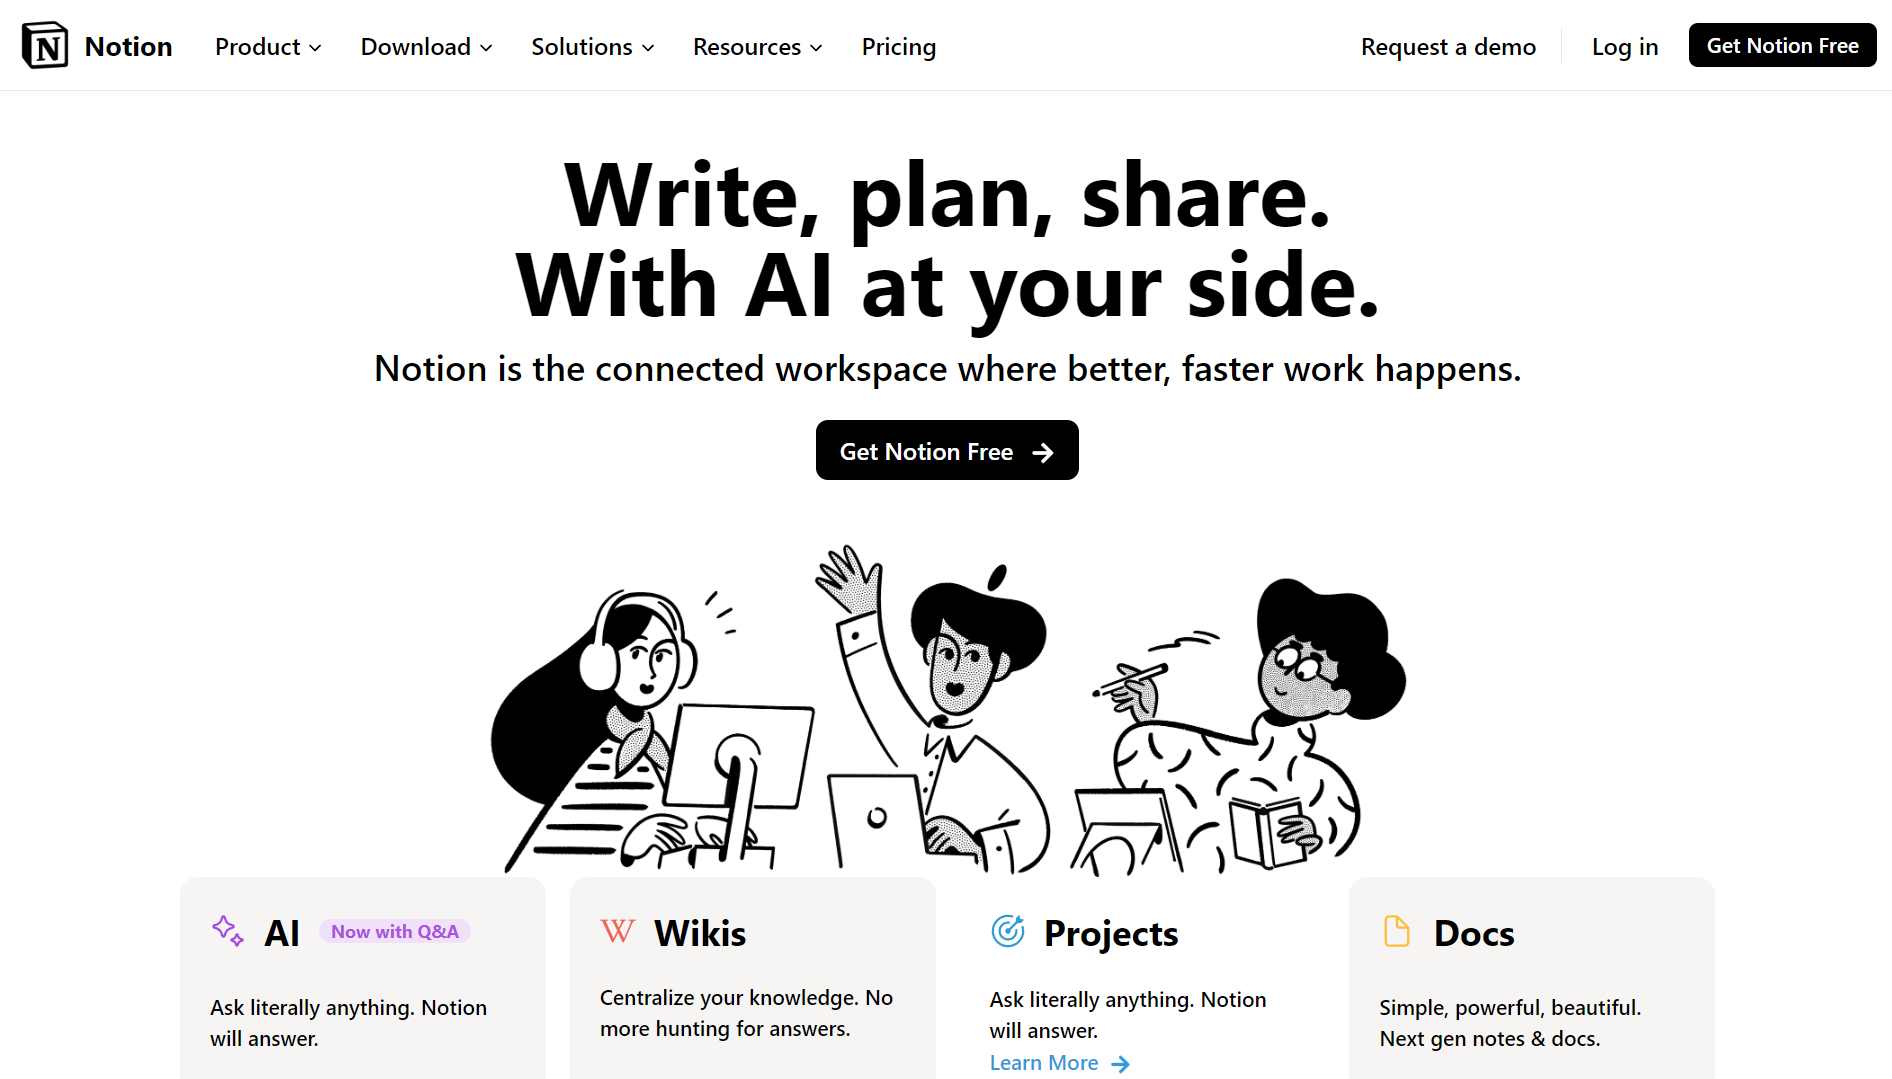 Notion
Product
Download
Solutions
Resources
Pricing
Request a demo
Log in
Get Notion Free
Write, plan, share.
With AI at your side.
Notion is the connected workspace where better, faster work happens.
Get Notion Free
AI
Now with Q&A
Ask literally anything. Notion
will answer.
Wikis
Centralize your knowledge. No
more hunting for answers.
Projects
Ask literally anything. Notion
will answer.
Learn More
Docs
Simple, powerful, beautiful.
Next gen notes & docs.